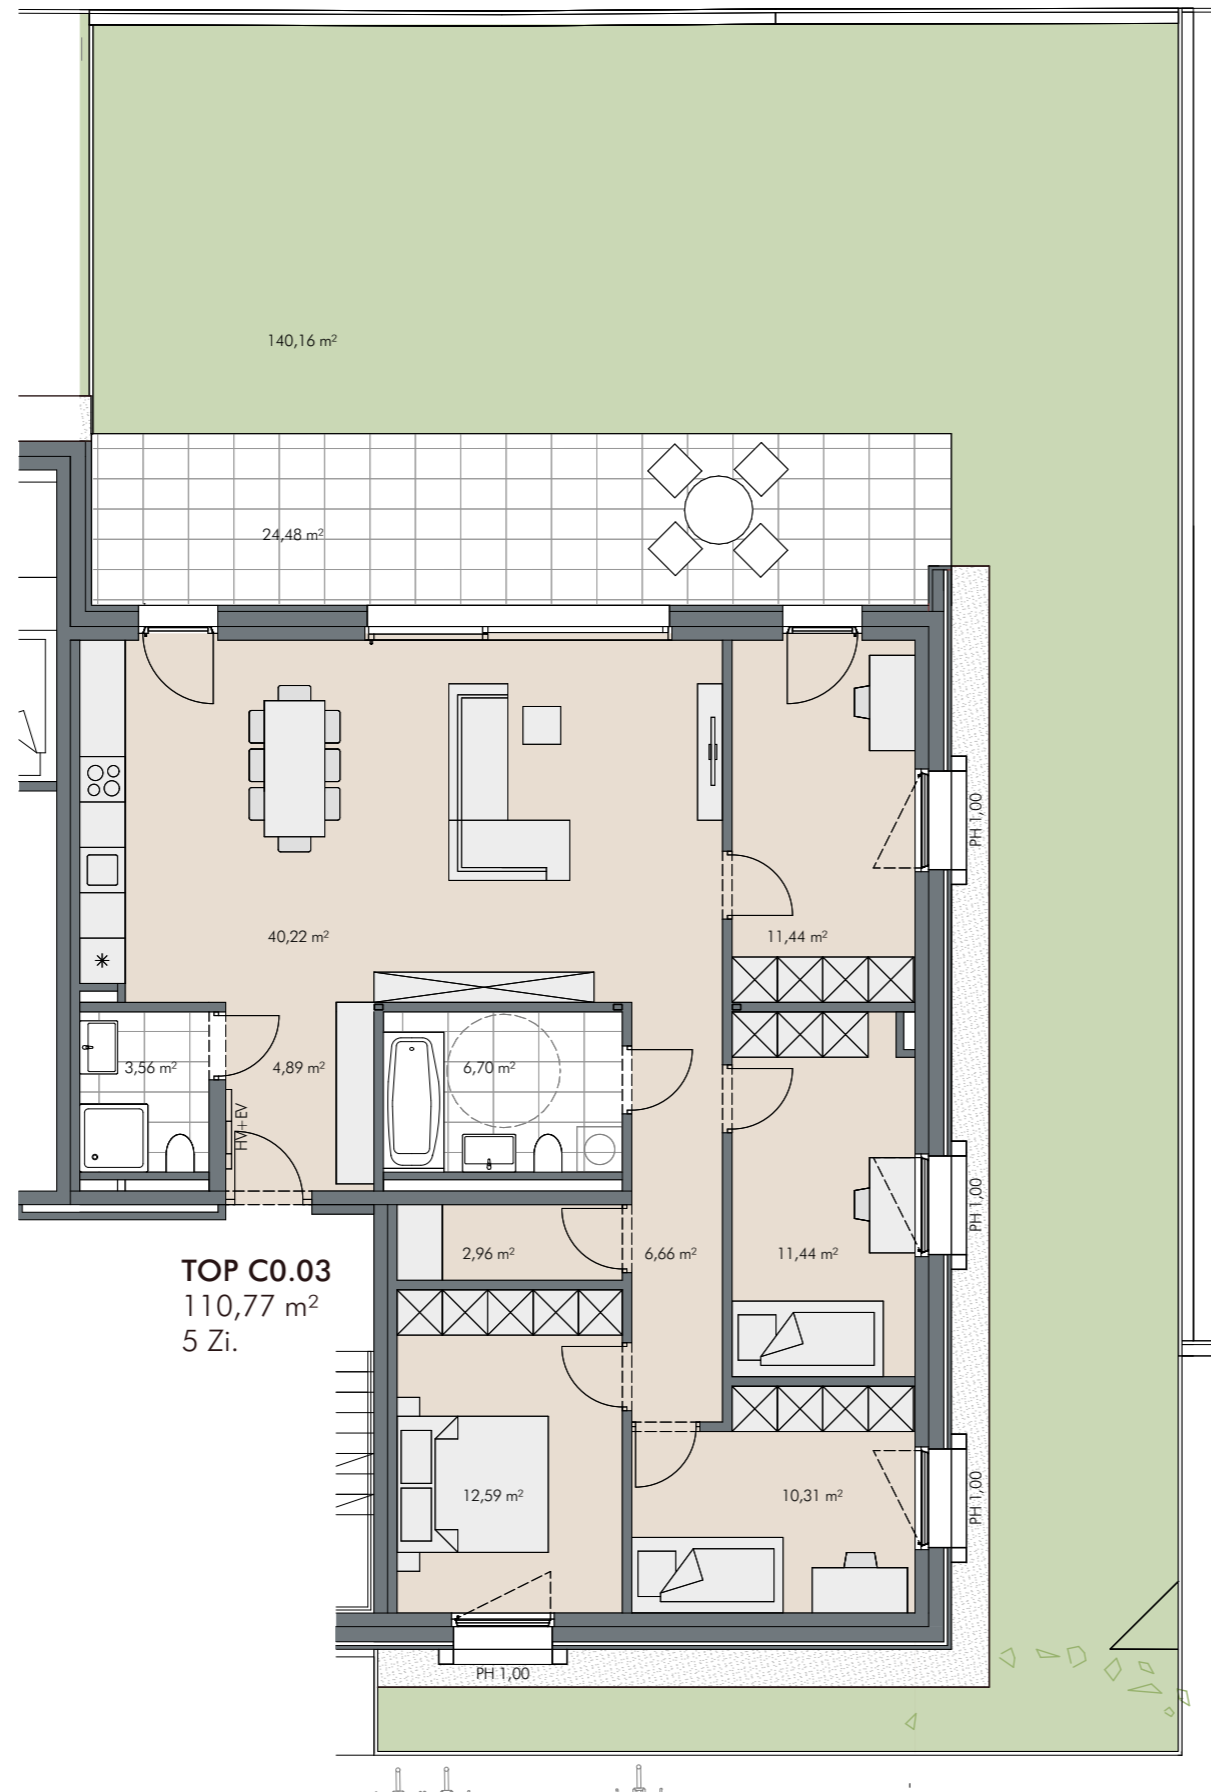 140,16 m²
24,48 m²
PH 1,00
40,22 m²
11,44 m²
3,56 m²
4,89 m²
6,70 m²
HV+EV
PH 1,00
2,96 m²
6,66 m²
11,44 m²
TOP C0.03
110,77 m²
5 Zi.
12,59 m²
10,31 m²
PH 1,00
PH 1,00